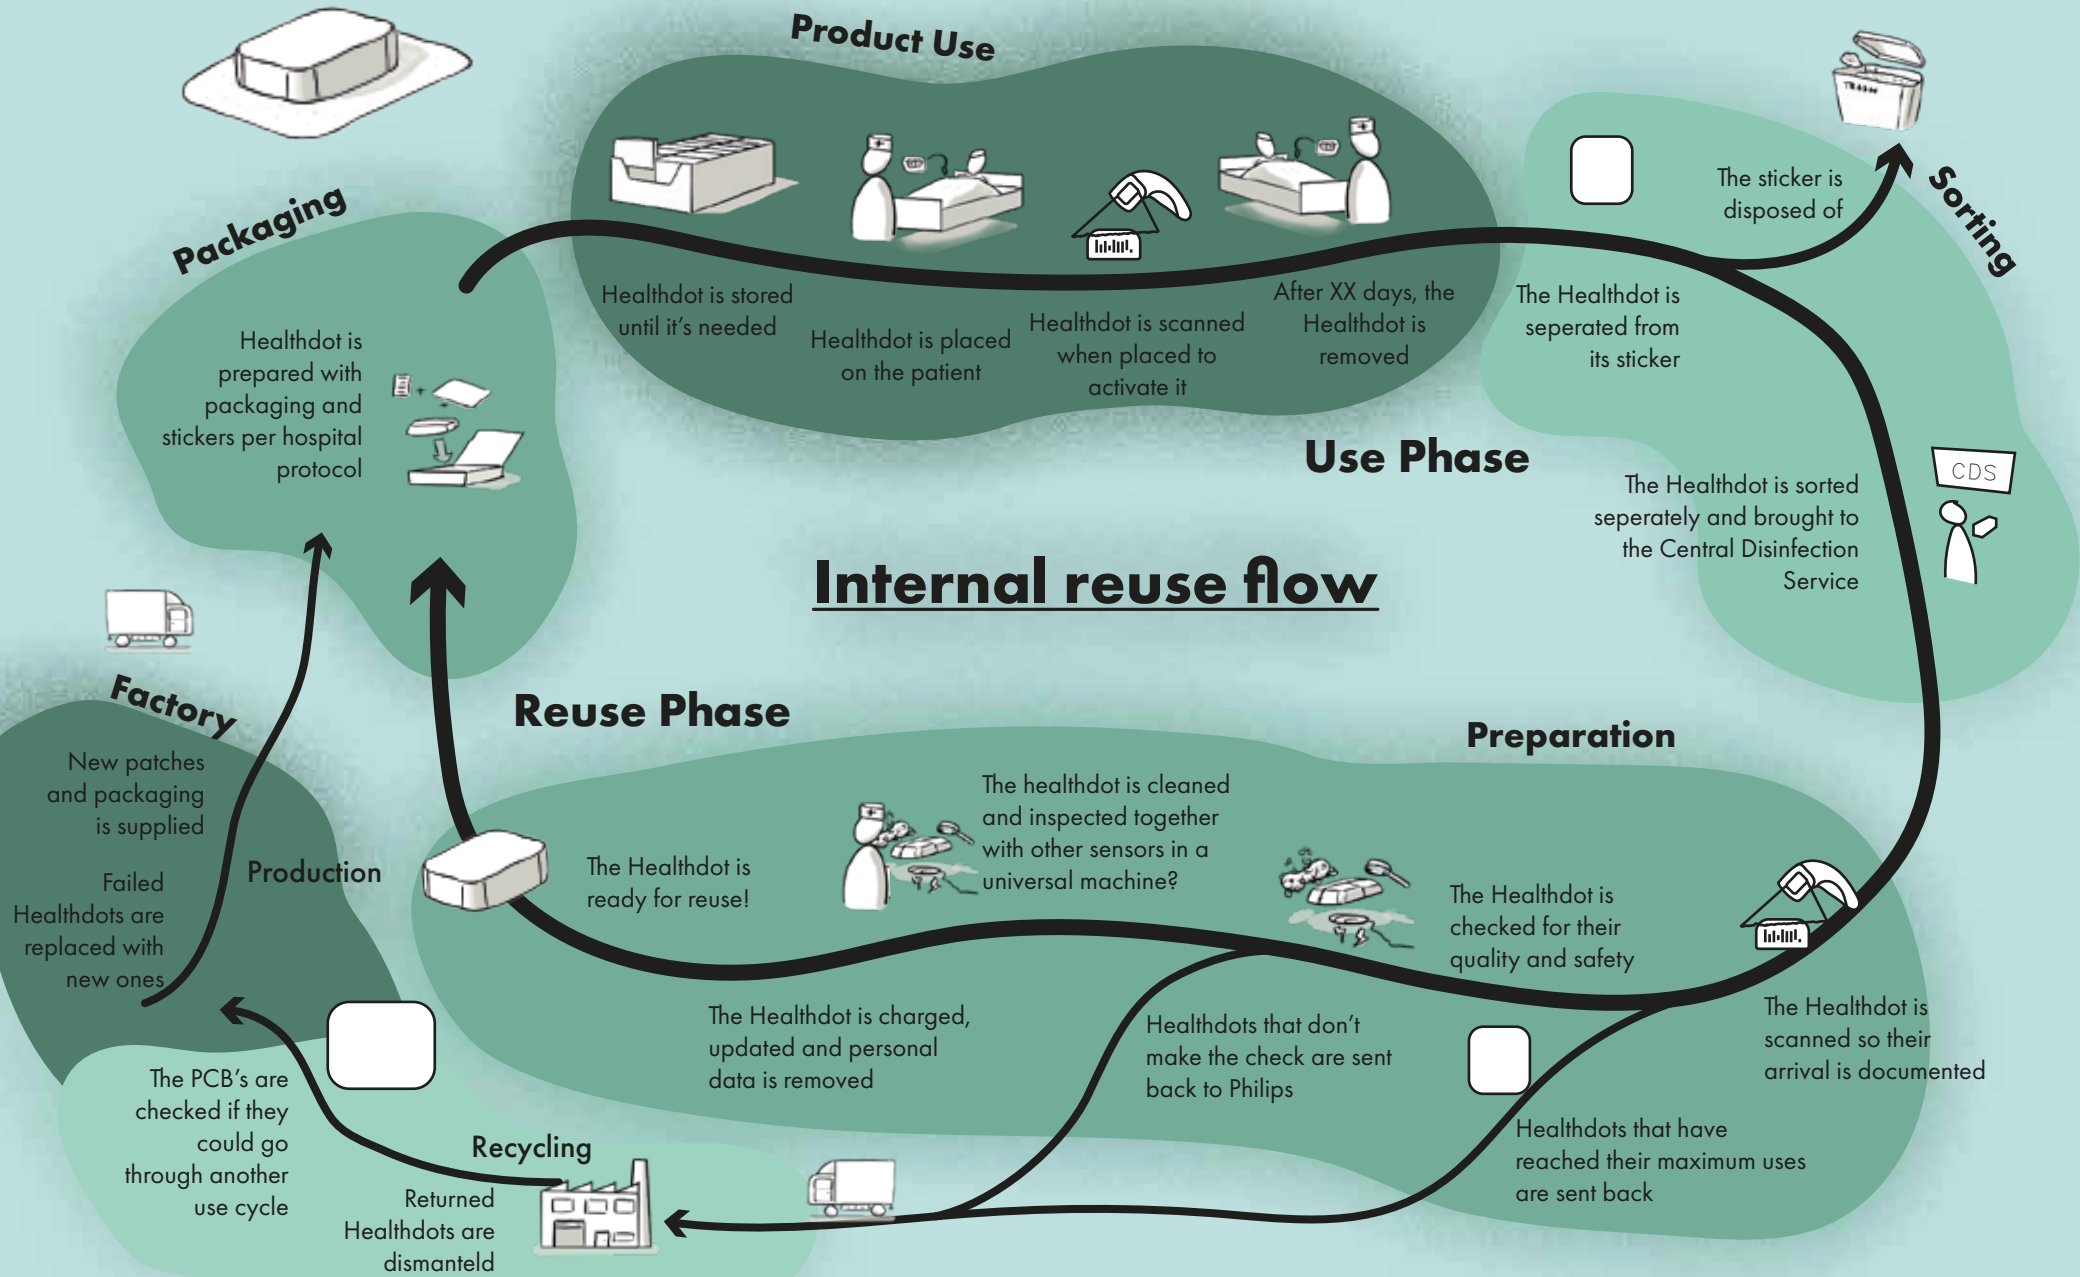 Product Use
Packaging
Sorting
TRASH
The sticker is
disposed of
Healthdot is stored
until it's needed
Healthdot is placed
on the patient
Healthdot is scanned
when placed to
activate it
After XX days, the
Healthdot is
removed
The Healthdot is
seperated from
its sticker
Healthdot is
prepared with
packaging and
stickers per hospital
protocol
Use Phase
CDS
The Healthdot is sorted
seperately and brought to
the Central Disinfection
Service
Internal reuse flow
Factory
Reuse Phase
Preparation
New patches
and packaging
is supplied
Production
Failed
Healthdots are
replaced with
new ones
The Healthdot is
ready for reuse!
The healthdot is cleaned
and inspected together
with other sensors in a
universal machine?
The Healthdot is
checked for their
quality and safety
The Healthdot is
scanned so their
arrival is documented
The Healthdot is charged,
updated and personal
data is removed
Healthdots that don't
make the check are sent
back to Philips
Healthdots that have
reached their maximum uses
are sent back
The PCB's are
checked if they
could go
through another
use cycle
Recycling
Returned
Healthdots are
dismanteld